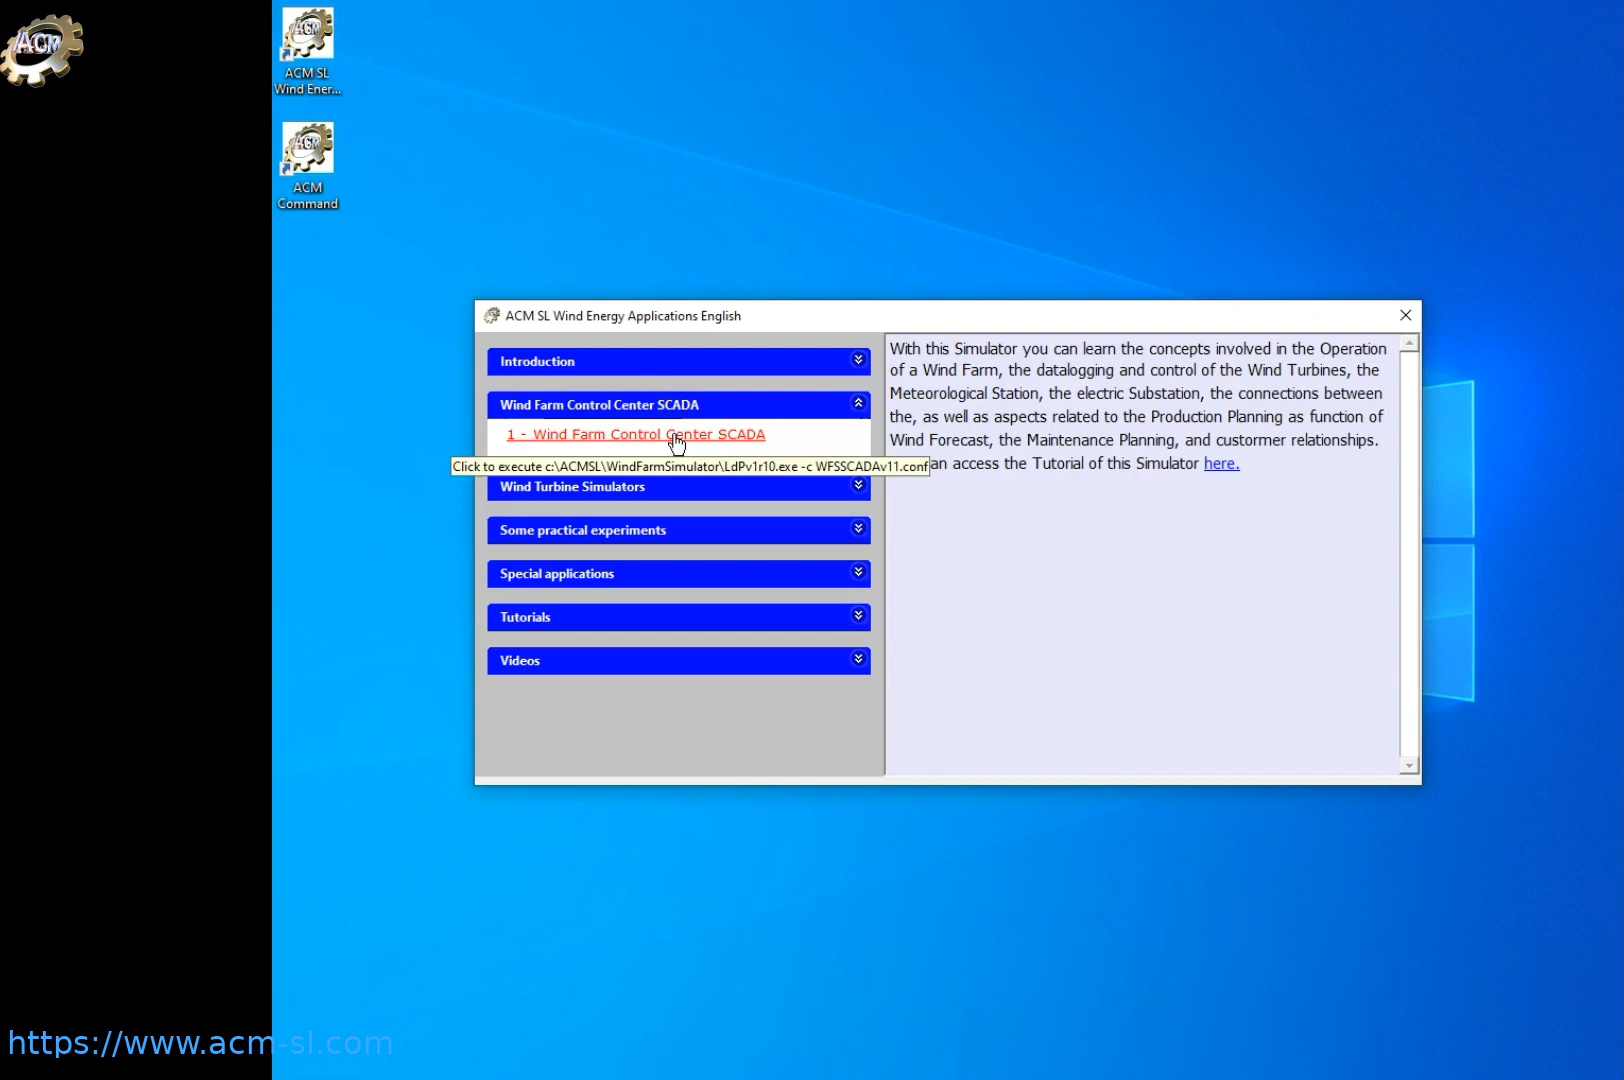 ACM
ACM SL
Wind Ener...
ACM
Command
ACM SL Wind Energy Applications English
Introduction
Wind Farm Control Center SCADA
1 - Wind Farm Control Center SCADA
Click to execute c:\ACMSL\WindFarmSimulator\LdPv1r10.exe -c WFSSCADAv11.conf
Wind Turbine Simulators
Some practical experiments
Special applications
Tutorials
Videos
With this Simulator you can learn the concepts involved in the Operation
of a Wind Farm, the datalogging and control of the Wind Turbines, the
Meteorological Station, the electric Substation, the connections between
the, as well as aspects related to the Production Planning as function of
Wind Forecast, the Maintenance Planning, and custormer relationships.
an access the Tutorial of this Simulator here.
https://www.acm-sl.com